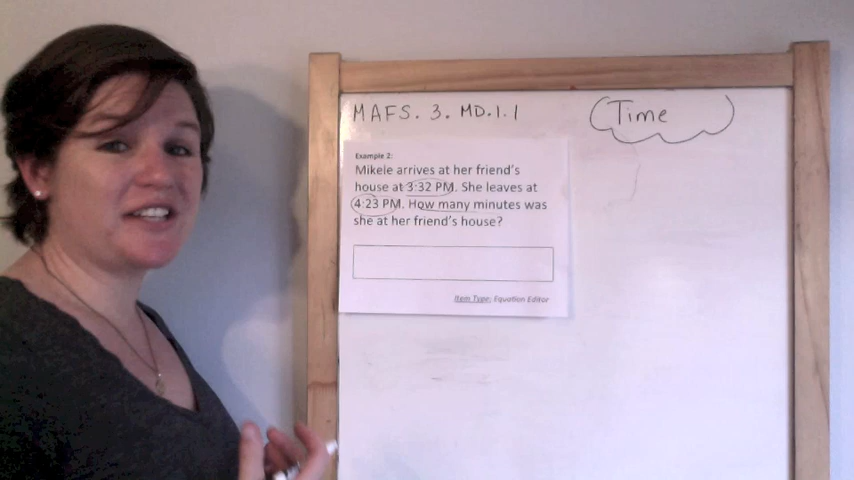 MAFS. 3. MD.1.1
Time
Example 2:
Mikele arrives at her friend's
house at 3:32 PM. She leaves at
4:23 PM. How many minutes was
she at her friend's house?
Item Type: Equation Editor